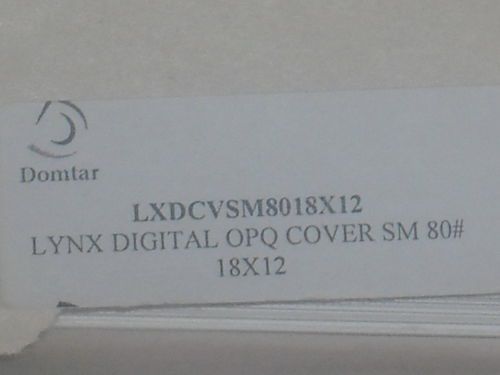 Domtar
LXDCVSM8018X12
LYNX DIGITAL OPQ COVER SM 80#
18X12